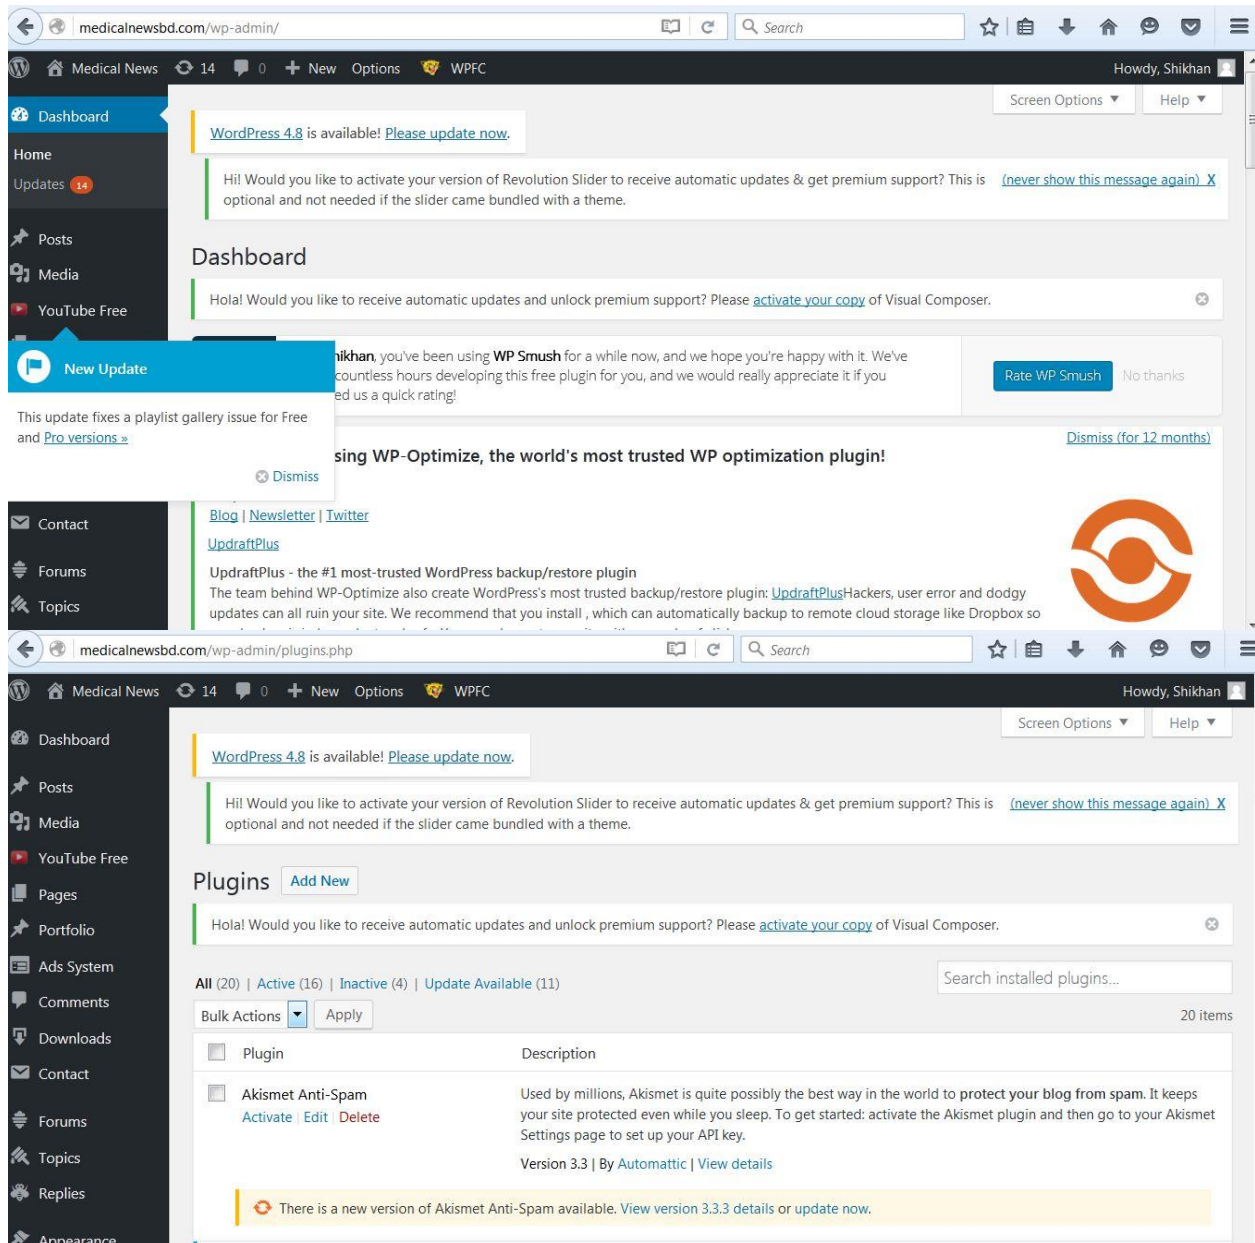 medicalnewsbd.com/wp-admin/
Search
Medical News 14 0 New Options WPFC
Howdy, Shikhan
Screen Options
Help
Dashboard
Home
Updates 14
Posts
Media
YouTube Free
New Update
This update fixes a playlist gallery issue for Free
and Pro versions »
Dismiss
Contact
Forums
Topics
WordPress 4.8 is available! Please update now.
Hi! Would you like to activate your version of Revolution Slider to receive automatic updates & get premium support? This is
optional and not needed if the slider came bundled with a theme.
(never show this message again) X
Dashboard
Hola! Would you like to receive automatic updates and unlock premium support? Please activate your copy of Visual Composer.
ikhan, you've been using WP Smush for a while now, and we hope you're happy with it. We've
countless hours developing this free plugin for you, and we would really appreciate it if you
ed us a quick rating!
Rate WP Smush
No thanks
Dismiss (for 12 months)
sing WP-Optimize, the world's most trusted WP optimization plugin!
Blog | Newsletter | Twitter
UpdraftPlus
UpdraftPlus - the #1 most-trusted WordPress backup/restore plugin
The team behind WP-Optimize also create WordPress's most trusted backup/restore plugin: UpdraftPlusHackers, user error and dodgy
updates can all ruin your site. We recommend that you install , which can automatically backup to remote cloud storage like Dropbox so
medicalnewsbd.com/wp-admin/plugins.php
Search
Medical News 14 0 New Options WPFC
Howdy, Shikhan
Screen Options
Help
Dashboard
Posts
Media
YouTube Free
Pages
Portfolio
Ads System
Comments
Downloads
Contact
Forums
Topics
Replies
Appearance
WordPress 4.8 is available! Please update now.
Hi! Would you like to activate your version of Revolution Slider to receive automatic updates & get premium support? This is
optional and not needed if the slider came bundled with a theme.
(never show this message again) X
Plugins
Add New
Hola! Would you like to receive automatic updates and unlock premium support? Please activate your copy of Visual Composer.
All (20) | Active (16) | Inactive (4) | Update Available (11)
Search installed plugins...
Bulk Actions
Apply
20 items
Plugin
Description
Akismet Anti-Spam
Activate | Edit | Delete
Used by millions, Akismet is quite possibly the best way in the world to protect your blog from spam. It keeps
your site protected even while you sleep. To get started: activate the Akismet plugin and then go to your Akismet
Settings page to set up your API key.
Version 3.3 | By Automattic | View details
There is a new version of Akismet Anti-Spam available. View version 3.3.3 details or update now.